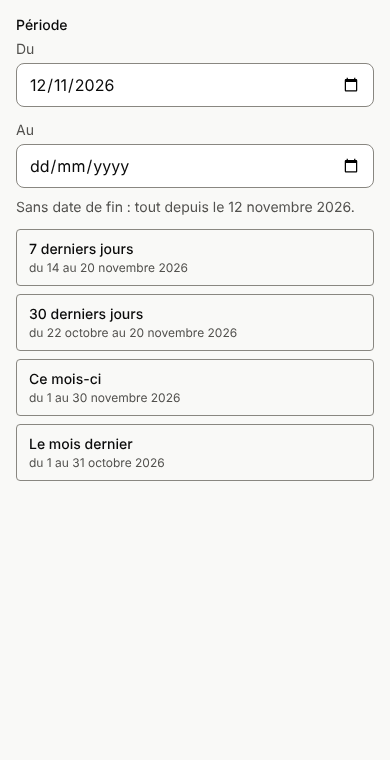 Période
Du
12/11/2026
Au
dd/mm/yyyy
Sans date de fin : tout depuis le 12 novembre 2026.
7 derniers jours
du 14 au 20 novembre 2026
30 derniers jours
du 22 octobre au 20 novembre 2026
Ce mois-ci
du 1 au 30 novembre 2026
Le mois dernier
du 1 au 31 octobre 2026